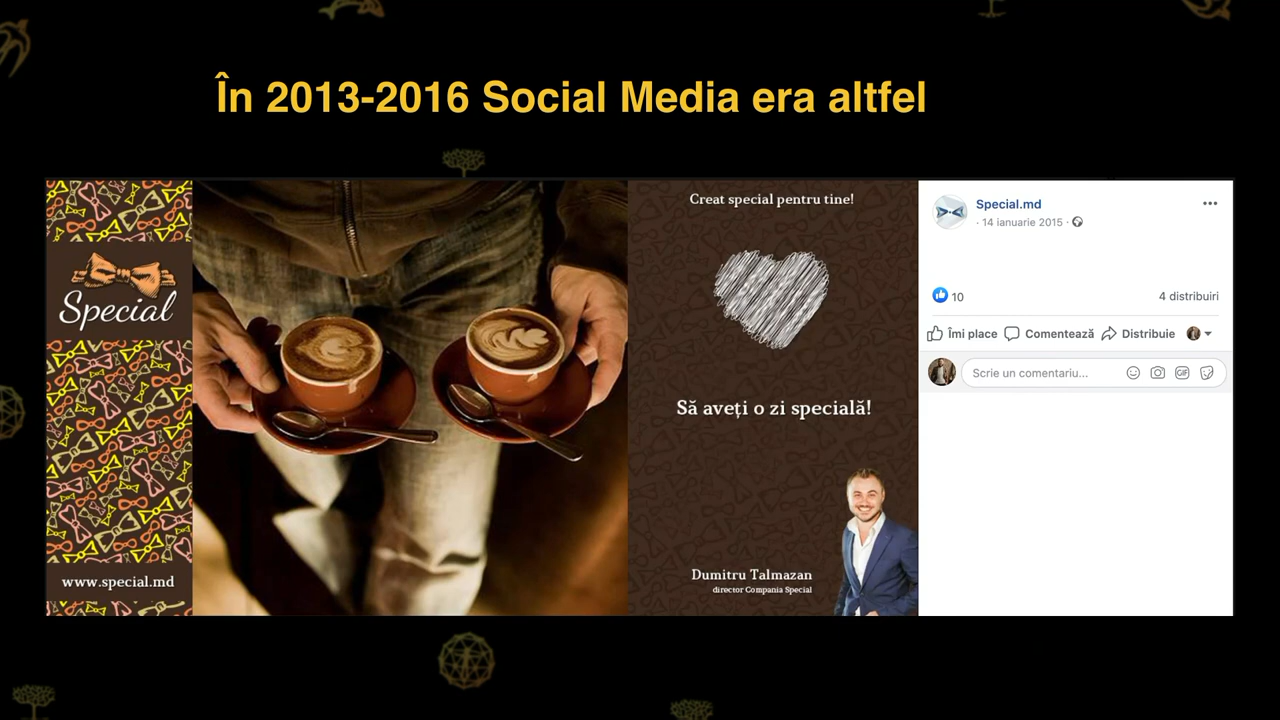 În 2013-2016 Social Media era altfel
Special
www.special.md
Creat special pentru tine!
Să aveți o zi specială!
Dumitru Talmazan
director Compania Special
Special.md
· 14 ianuarie 2015 ·
10
4 distribuiri
Îmi place
Comentează
Distribuie
Scrie un comentariu...
GIF